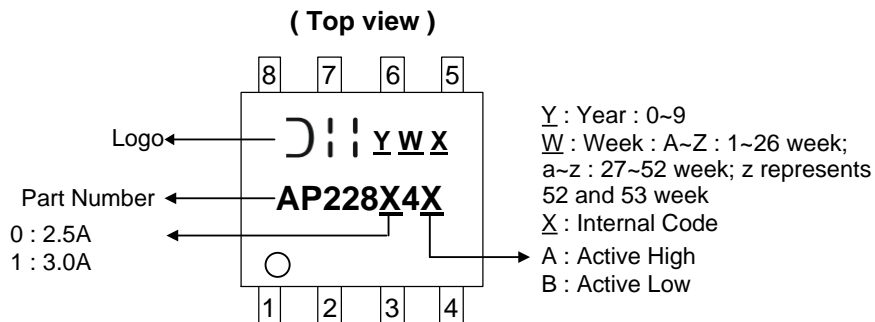 ( Top view )
8 7 6 5
Logo
Y W X
Part Number
AP228X4X
0 : 2.5A
1 : 3.0A
1 2 3 4
Y : Year : 0~9
W : Week : A~Z : 1~26 week;
a~z : 27~52 week; z represents
52 and 53 week
X : Internal Code
A : Active High
B : Active Low